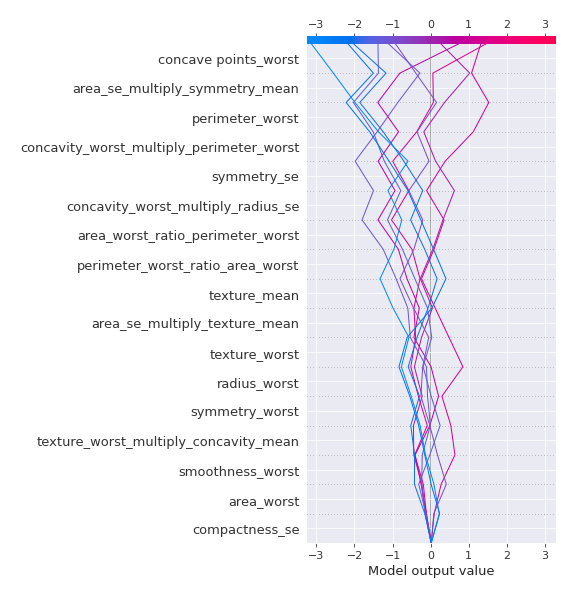 −3 −2 −1 0 1 2 3
concave points_worst
area_se_multiply_symmetry_mean
perimeter_worst
concavity_worst_multiply_perimeter_worst
symmetry_se
concavity_worst_multiply_radius_se
area_worst_ratio_perimeter_worst
perimeter_worst_ratio_area_worst
texture_mean
area_se_multiply_texture_mean
texture_worst
radius_worst
symmetry_worst
texture_worst_multiply_concavity_mean
smoothness_worst
area_worst
compactness_se
−3 −2 −1 0 1 2 3
Model output value